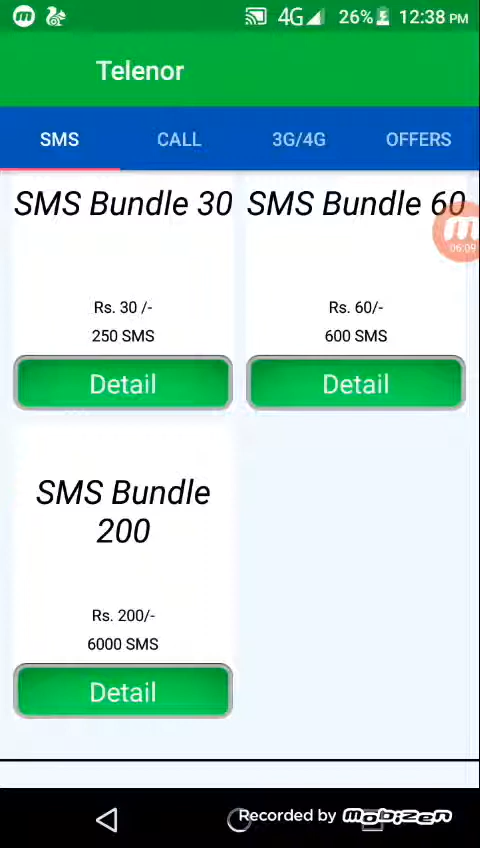 4G 26% 12:38 PM
Telenor
SMS CALL 3G/4G OFFERS
SMS Bundle 30 SMS Bundle 60
06:09
Rs. 30 /- Rs. 60/-
250 SMS 600 SMS
Detail Detail
SMS Bundle
200
Rs. 200/-
6000 SMS
Detail
Recorded by mobizen